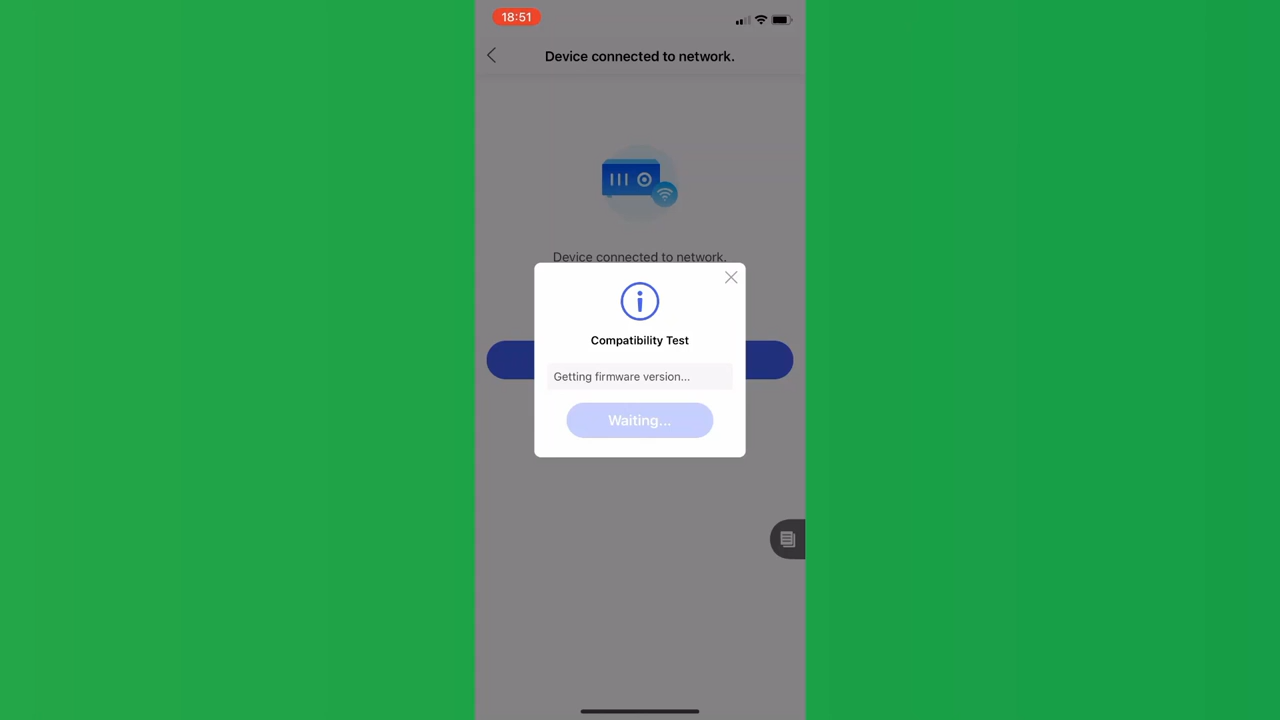 18:51
Device connected to network.
Device connected to network.
Compatibility Test
Getting firmware version...
Waiting...